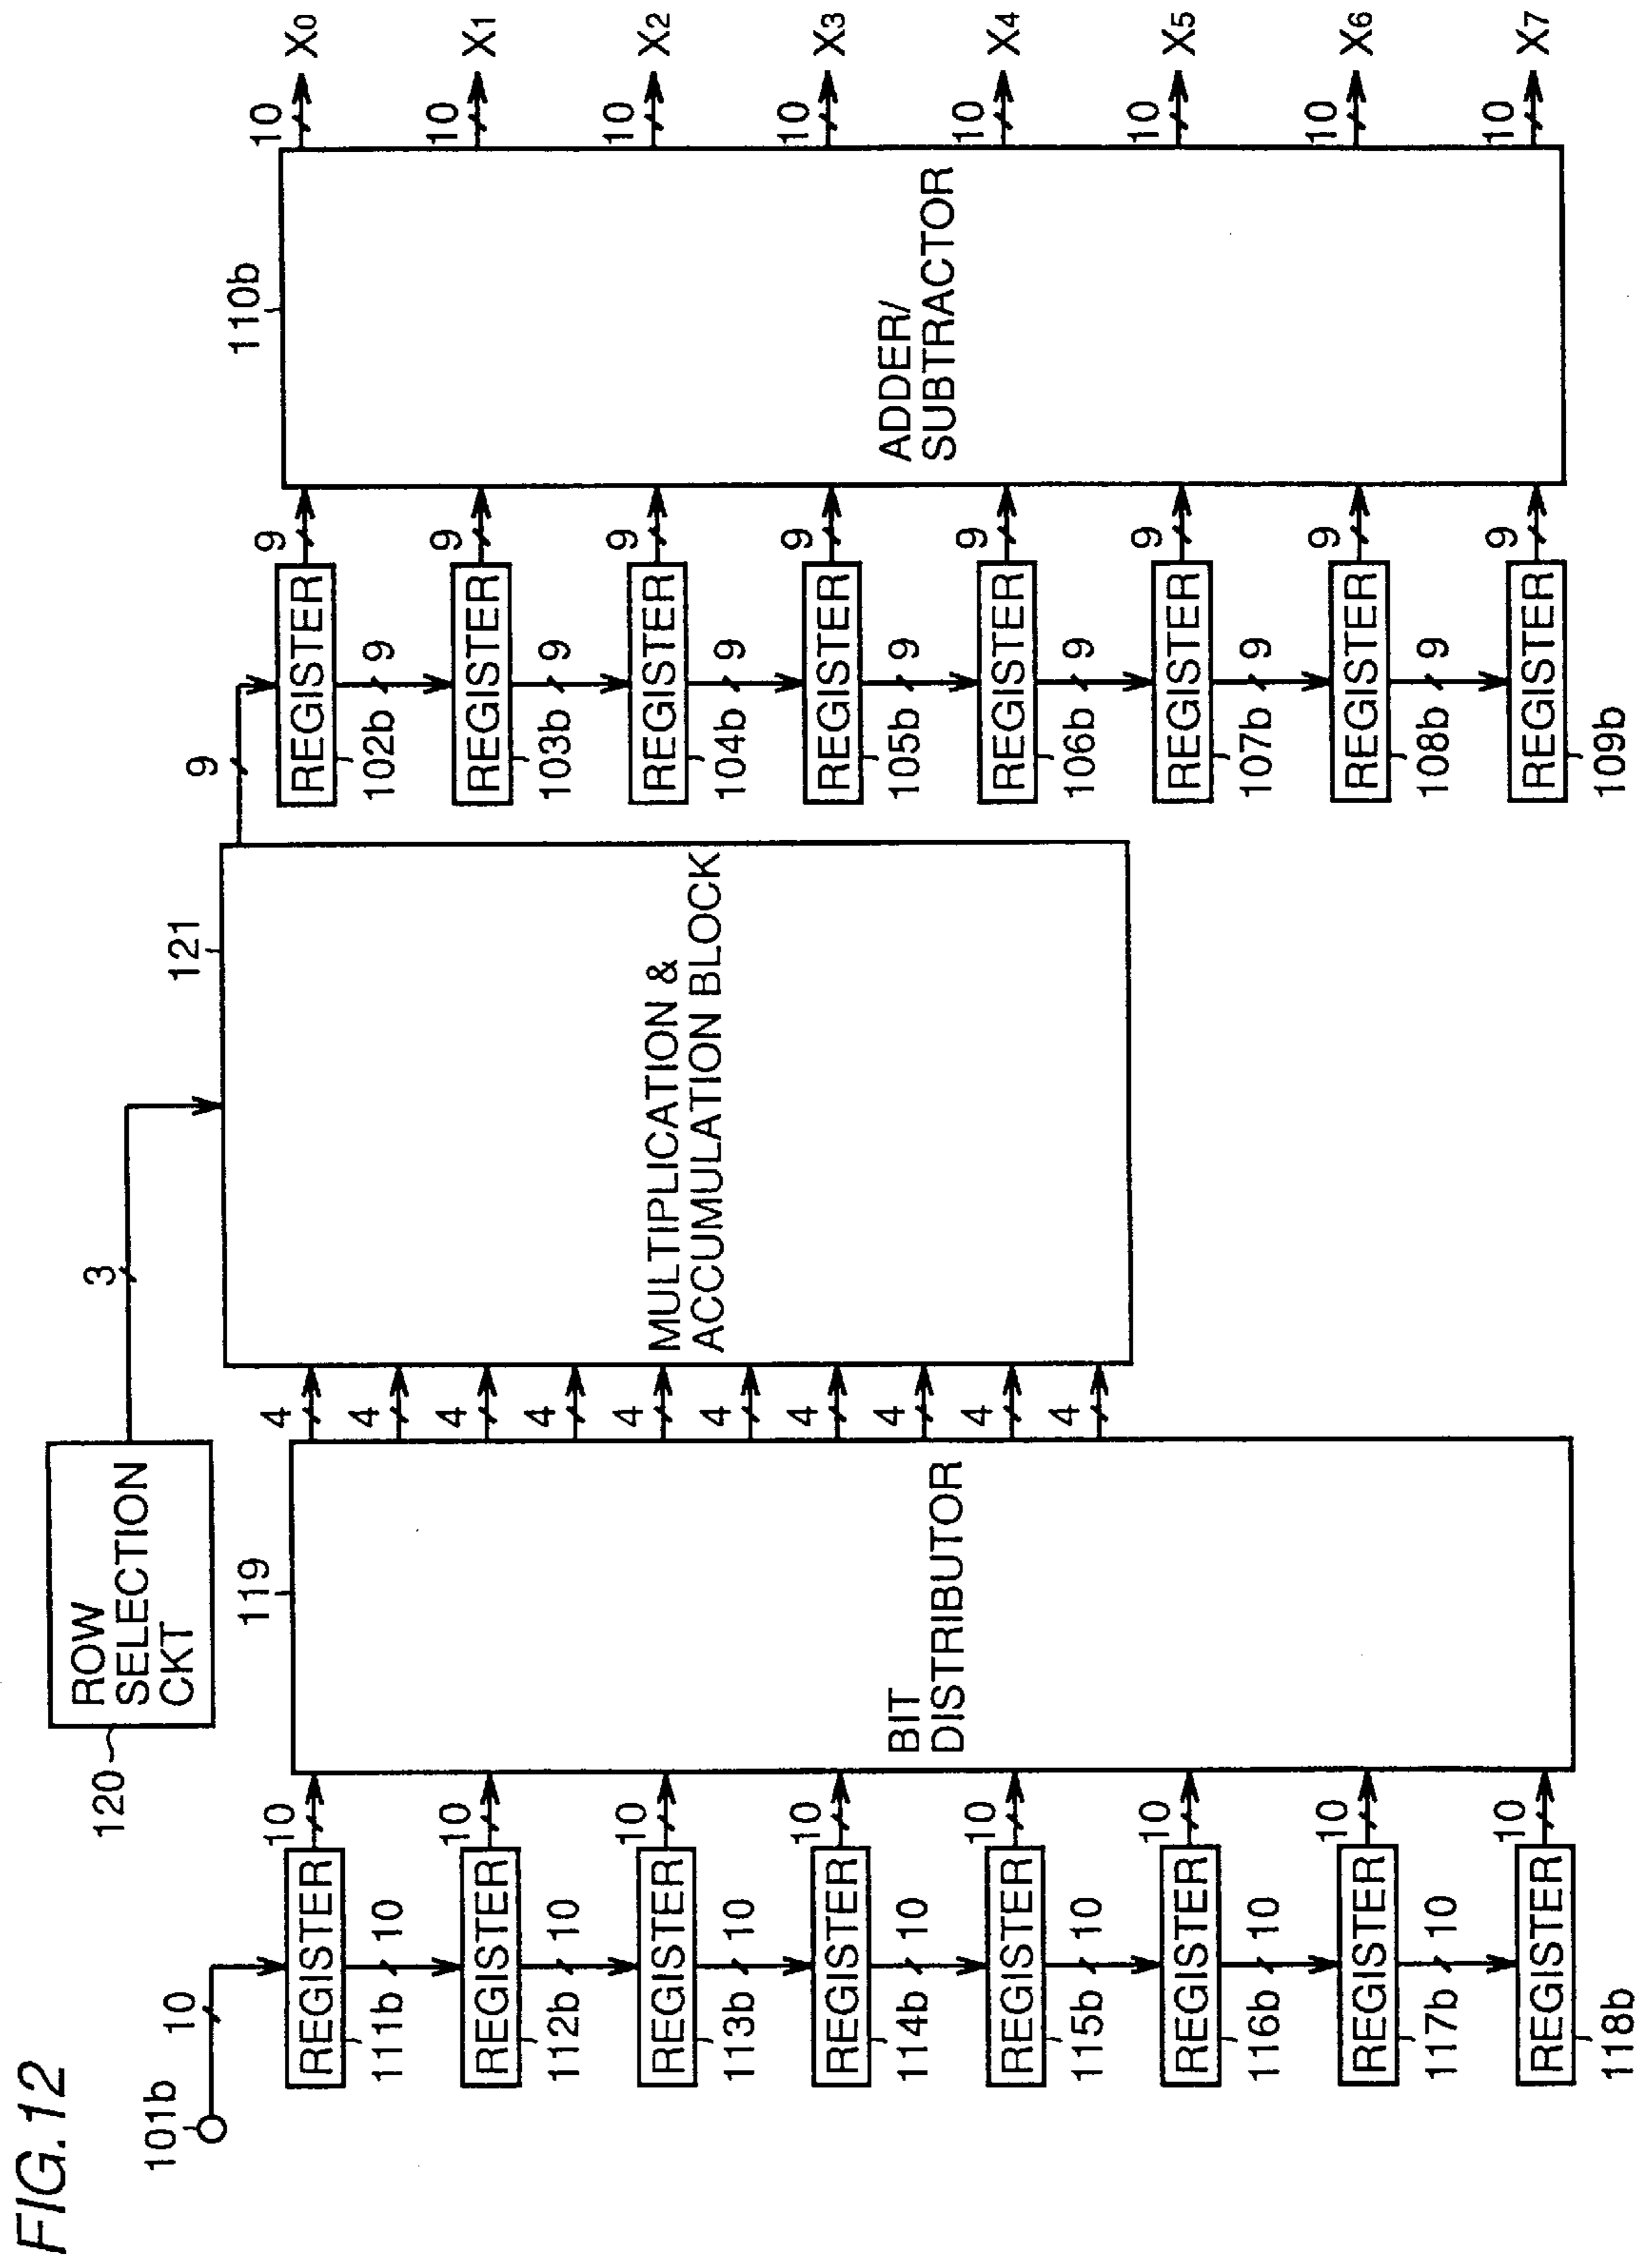 FIG.12
101b
10
REGISTER
111b
10
10
REGISTER
112b
10
10
REGISTER
113b
10
10
REGISTER
114b
10
10
REGISTER
115b
10
10
REGISTER
116b
10
10
REGISTER
117b
10
10
REGISTER
118b
10
120
ROW
SELECTION
CKT
3
119
BIT
DISTRIBUTOR
4
4
4
4
4
4
4
4
4
4
121
MULTIPLICATION &
ACCUMULATION BLOCK
9
REGISTER
102b
9
9
REGISTER
103b
9
9
REGISTER
104b
9
9
REGISTER
105b
9
9
REGISTER
106b
9
9
REGISTER
107b
9
9
REGISTER
108b
9
9
REGISTER
109b
9
110b
ADDER/
SUBTRACTOR
10
X0
10
X1
10
X2
10
X3
10
X4
10
X5
10
X6
10
X7